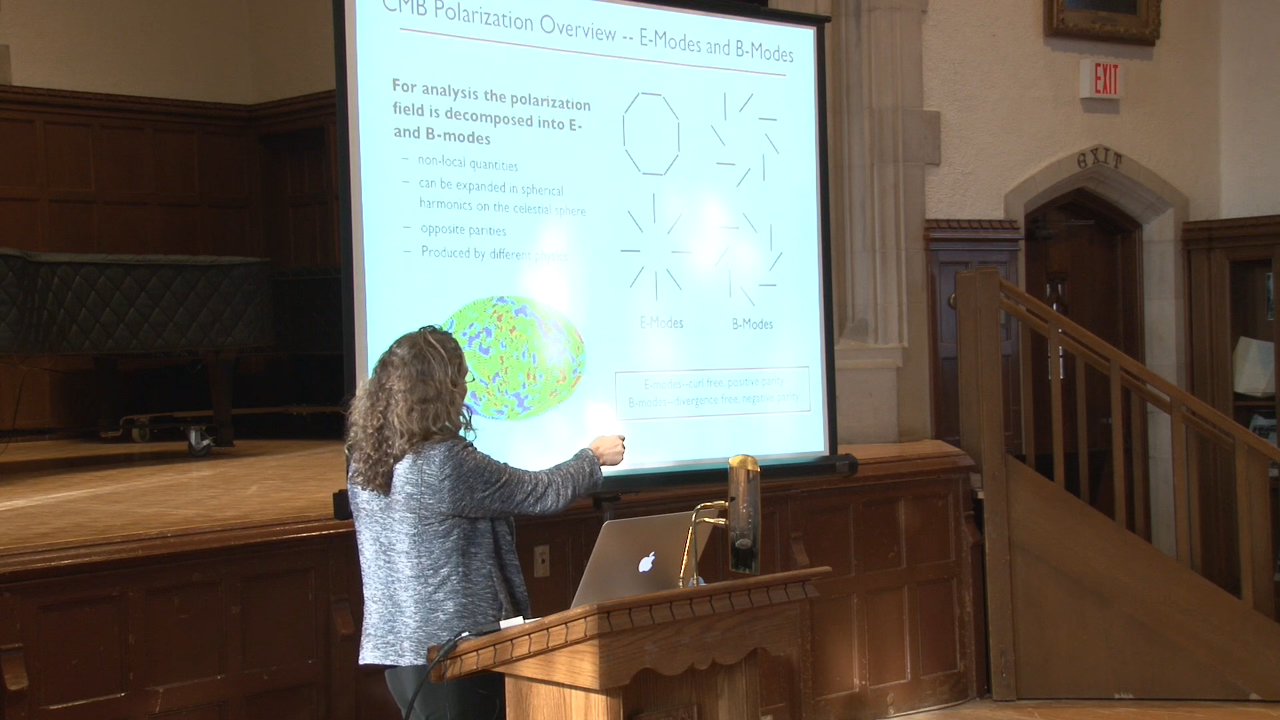 CMB Polarization Overview -- E-Modes and B-Modes
For analysis the polarization
field is decomposed into E-
and B-modes
– non-local quantities
– can be expanded in spherical
harmonics on the celestial sphere
– opposite parities
– Produced by different physics
E-Modes
B-Modes
E-modes--curl-free, positive parity
B-modes--divergence free, negative parity
EXIT
EXIT